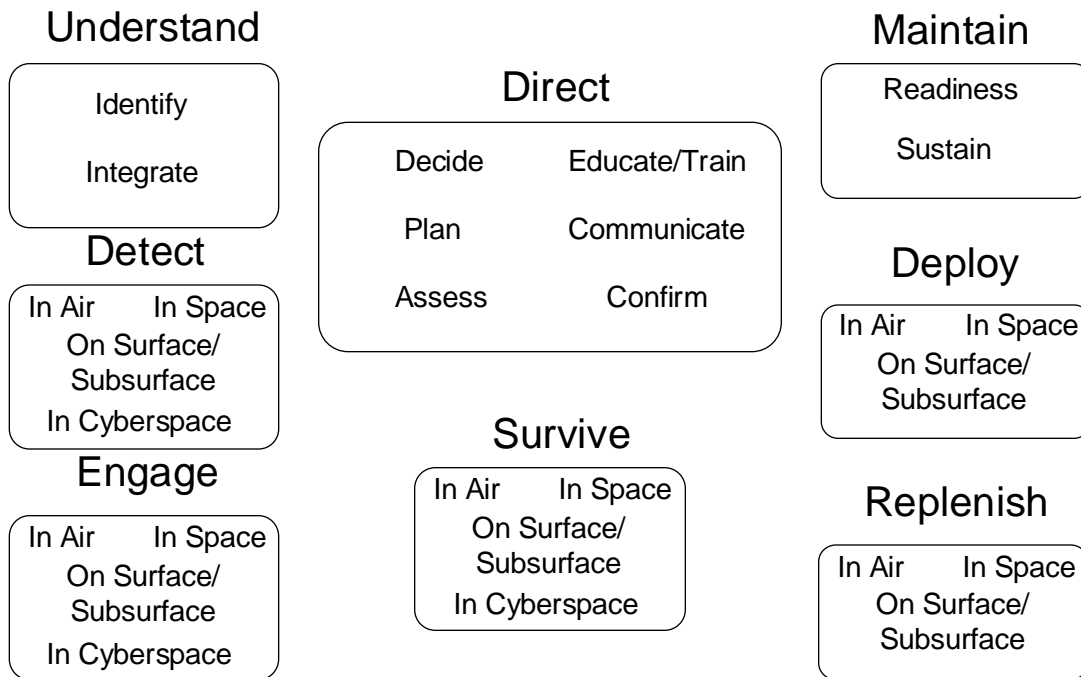 Understand
Identify
Integrate
Detect
In Air In Space
On Surface/
Subsurface
In Cyberspace
Engage
In Air In Space
On Surface/
Subsurface
In Cyberspace
Direct
Decide Educate/Train
Plan Communicate
Assess Confirm
Survive
In Air In Space
On Surface/
Subsurface
In Cyberspace
Maintain
Readiness
Sustain
Deploy
In Air In Space
On Surface/
Subsurface
Replenish
In Air In Space
On Surface/
Subsurface